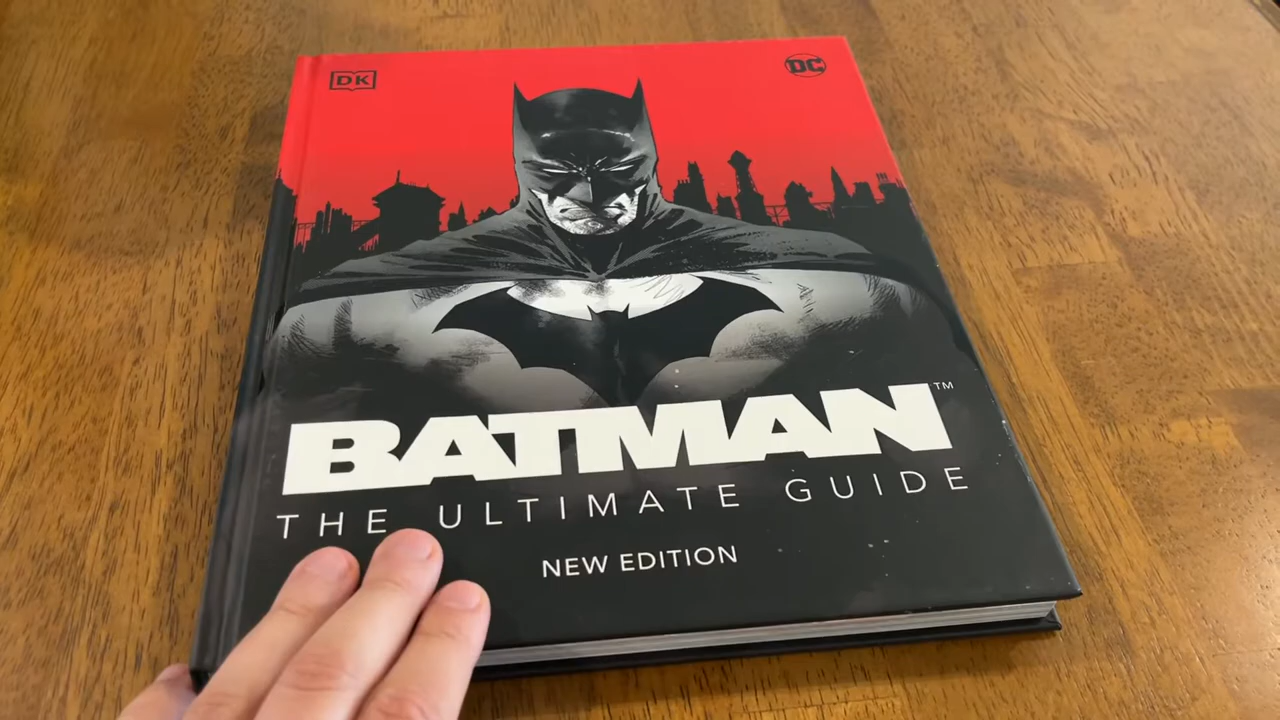 DK
DC
BATMAN™
THE ULTIMATE GUIDE
NEW EDITION